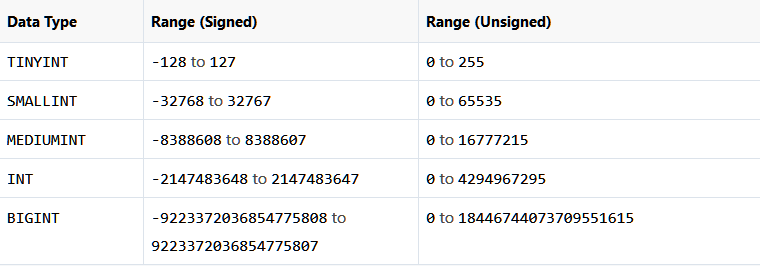 Data Type Range (Signed) Range (Unsigned)
TINYINT -128 to 127 0 to 255
SMALLINT -32768 to 32767 0 to 65535
MEDIUMINT -8388608 to 8388607 0 to 16777215
INT -2147483648 to 2147483647 0 to 4294967295
BIGINT -9223372036854775808 to 0 to 18446744073709551615
9223372036854775807